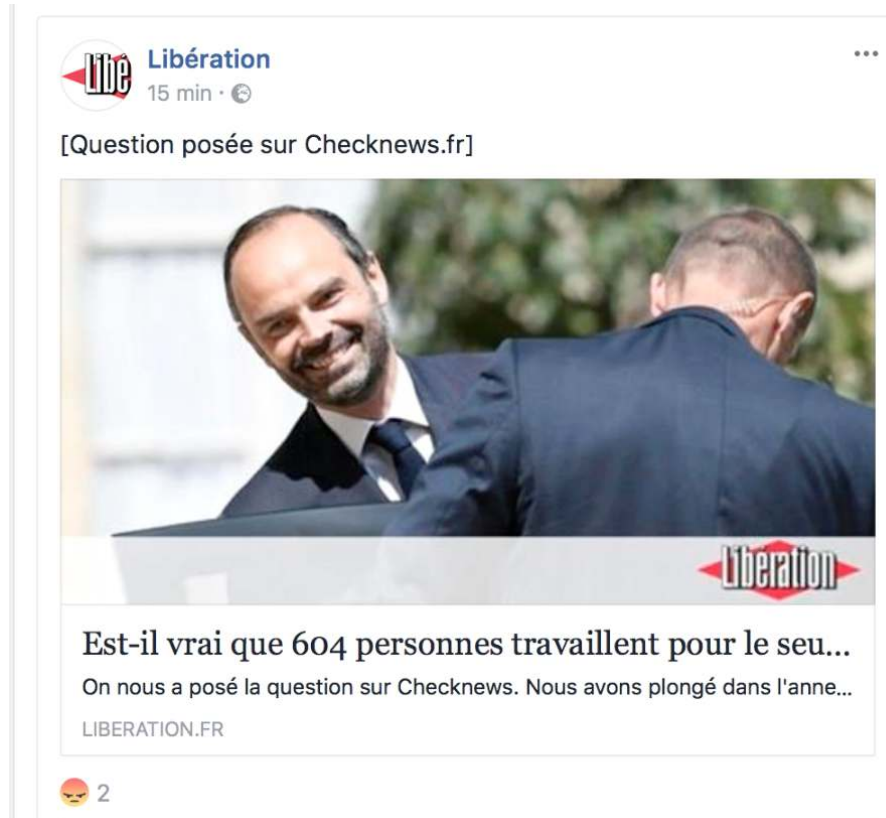 Libé
Libération
15 min
[Question posée sur Checknews.fr]
Libération
Est-il vrai que 604 personnes travaillent pour le seu...
On nous a posé la question sur Checknews. Nous avons plongé dans l'anne...
LIBERATION.FR
2